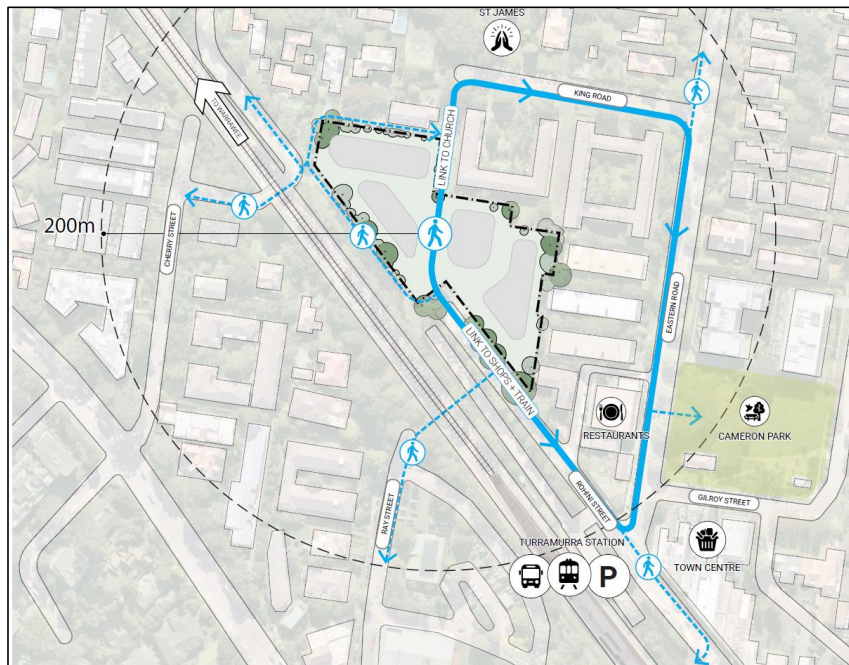 ST JAMES
KING ROAD
TO WARRAWEE
LINK TO CHURCH
200m
CHERRY STREET
EASTERN ROAD
LINK TO SHOPS + TRAIN
RESTAURANTS
CAMERON PARK
RAY STREET
ROHINI STREET
GILROY STREET
TURRAMURRA STATION
TOWN CENTRE
P